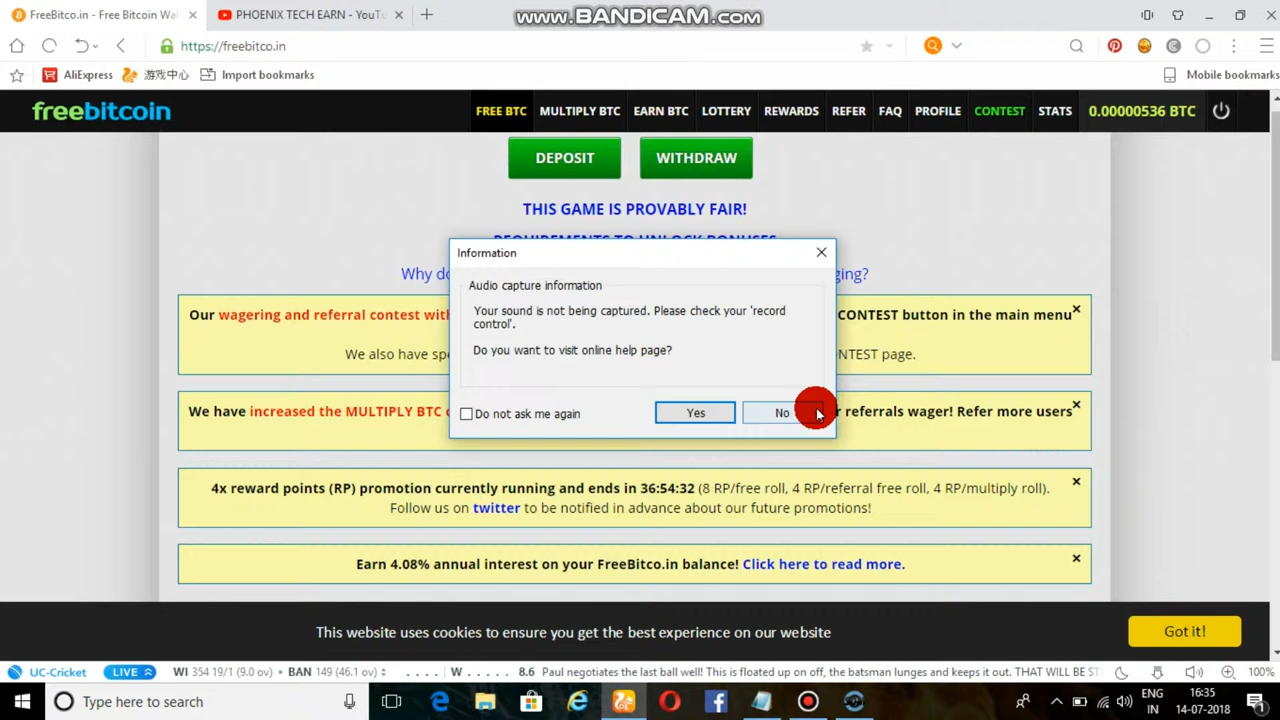 FreeBitco.in - Free Bitcoin Wa
PHOENIX TECH EARN - YouTu
www.BANDICAM.com
https://freebitco.in
AliExpress
游戏中心
Import bookmarks
Mobile bookmarks
freebitcoin
FREE BTC MULTIPLY BTC EARN BTC LOTTERY REWARDS REFER FAQ PROFILE CONTEST STATS 0.00000536 BTC
DEPOSIT WITHDRAW
THIS GAME IS PROVABLY FAIR!
REQUIREMENTS TO UNLOCK BONUSES
Why do ging?
Information
Audio capture information
Your sound is not being captured. Please check your 'record
control'.
Do you want to visit online help page?
Do not ask me again
Yes
No
Our wagering and referral contest with CONTEST button in the main menu
We also have spe NTEST page.
We have increased the MULTIPLY BTC r referrals wager! Refer more users
4x reward points (RP) promotion currently running and ends in 36:54:32 (8 RP/free roll, 4 RP/referral free roll, 4 RP/multiply roll).
Follow us on twitter to be notified in advance about our future promotions!
Earn 4.08% annual interest on your FreeBitco.in balance! Click here to read more.
This website uses cookies to ensure you get the best experience on our website
Got it!
UC-Cricket LIVE WI 354 19/1 (9.0 ov) • BAN 149 (46.1 ov) . . . . . W . . 8.6 Paul negotiates the last ball well! This is floated up on off, the batsman lunges and keeps it out. THAT WILL BE ST 100%
Type here to search
ENG
IN
16:35
14-07-2018
1